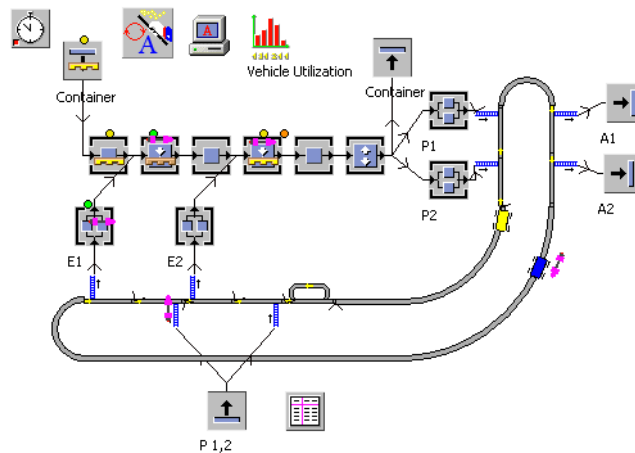 F
A
A
Vehicle Utilization
Container
Container
P1
A1
P2
A2
E1
E2
P 1,2